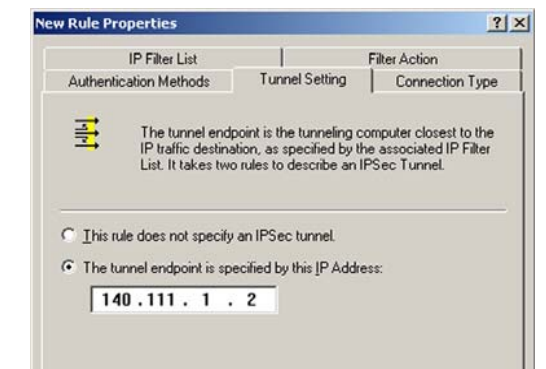 New Rule Properties
IP Filter List Filter Action
Authentication Methods Tunnel Setting Connection Type
The tunnel endpoint is the tunneling computer closest to the
IP traffic destination, as specified by the associated IP Filter
List. It takes two rules to describe an IPSec Tunnel.
This rule does not specify an IPSec tunnel.
The tunnel endpoint is specified by this IP Address:
140 . 111 . 1 . 2